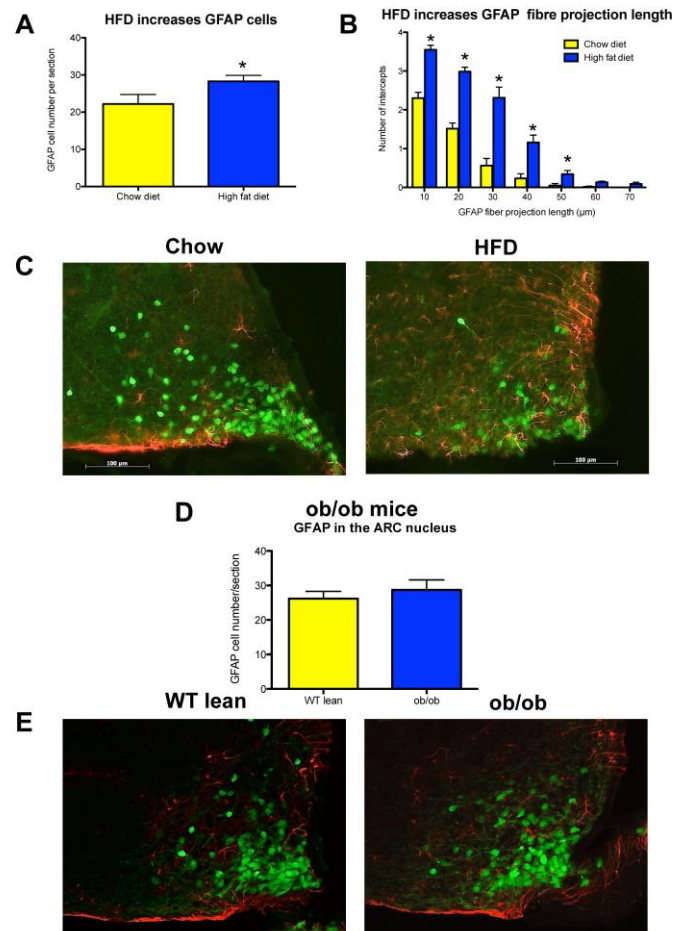 A
HFD increases GFAP cells
GFAP cell number per section
40
30
20
10
0
*
Chow diet
High fat diet
B
HFD increases GFAP fibre projection length
Number of intercepts
4
3
2
1
0
Chow diet
High fat diet
* * * * *
10 20 30 40 50 60 70
GFAP fiber projection length (µm)
C
Chow
HFD
100 µm
100 µm
D
ob/ob mice
GFAP in the ARC nucleus
GFAP cell number/section
40
30
20
10
0
WT lean
ob/ob
E
WT lean
ob/ob